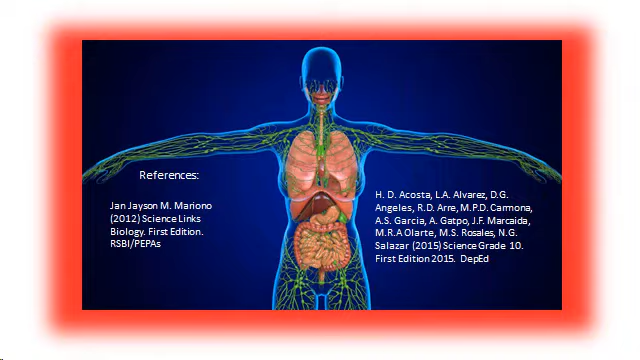 References:
Jan Jayson M. Mariono
(2012) Science Links
Biology. First Edition.
RSBI/PEPAs
H. D. Acosta, L.A. Alvarez, D.G.
Angeles, R.D. Arre, M.P.D. Carmona,
A.S. Garcia, A. Gatpo, J.F. Marcaida,
M.R.A Olarte, M.S. Rosales, N.G.
Salazar (2015) Science Grade 10.
First Edition 2015. DepEd